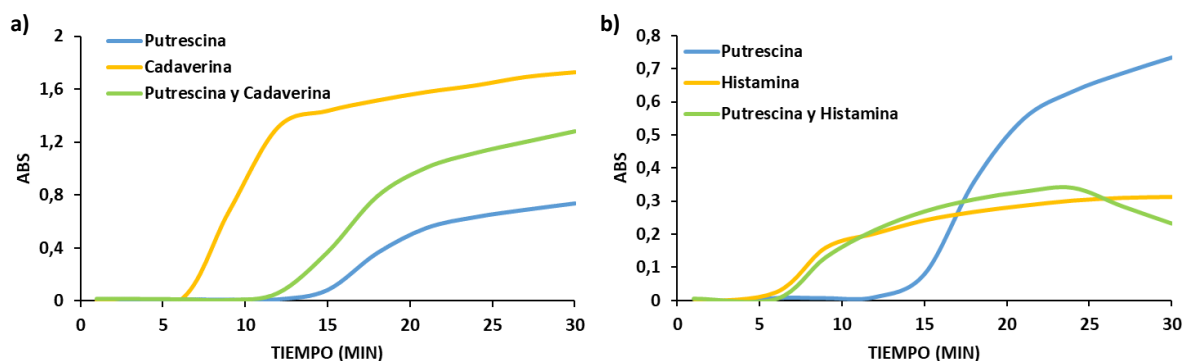 a)
2
1,6
1,2
0,8
0,4
0
ABS
Putrescina
Cadaverina
Putrescina y Cadaverina
0 5 10 15 20 25 30
TIEMPO (MIN)
b)
0,8
0,7
0,6
0,5
0,4
0,3
0,2
0,1
0
ABS
Putrescina
Histamina
Putrescina y Histamina
0 5 10 15 20 25 30
TIEMPO (MIN)